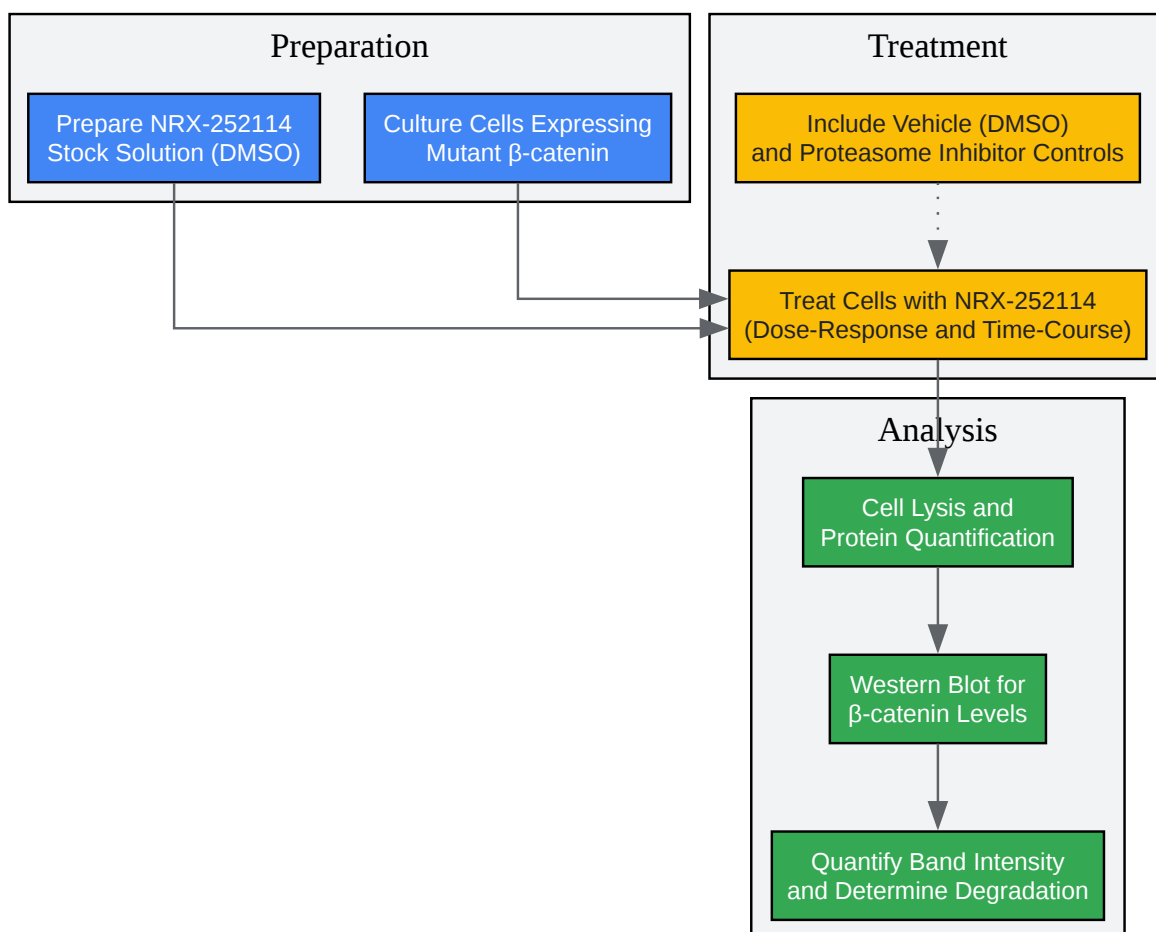 Preparation
Prepare NRX-252114
Stock Solution (DMSO)
Culture Cells Expressing
Mutant β-catenin
Treatment
Include Vehicle (DMSO)
and Proteasome Inhibitor Controls
Treat Cells with NRX-252114
(Dose-Response and Time-Course)
Analysis
Cell Lysis and
Protein Quantification
Western Blot for
β-catenin Levels
Quantify Band Intensity
and Determine Degradation